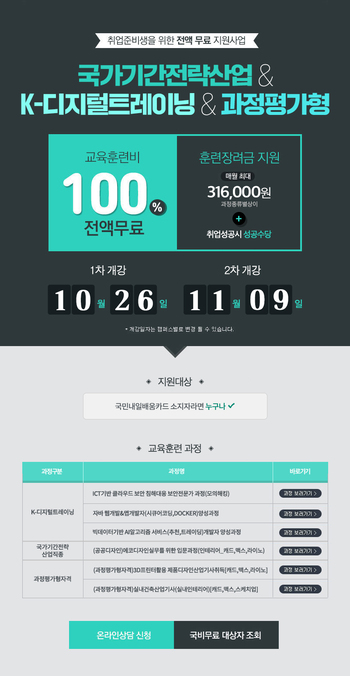 취업준비생을 위한 전액 무료 지원사업
국가기간전략산업 &
K-디지털트레이닝 & 과정평가형
교육훈련비
100%
전액무료
훈련장려금 지원
매월 최대
316,000원
과정종류별상이
+
취업성공시 성공수당
1차 개강
10월 26일
2차 개강
11월 09일
* 개강일자는 캠퍼스별로 변경 될 수 있습니다.
지원대상
국민내일배움카드 소지자라면 누구나
교육훈련 과정
과정구분 과정명 바로가기
K-디지털트레이닝
ICT기반 클라우드 보안 침해대응 보안전문가 과정(모의해킹) 과정 보러가기 >
자바 웹개발&앱개발자(시큐어코딩,DOCKER)양성과정 과정 보러가기 >
빅데이터기반 AI알고리즘 서비스(추천,트레이딩)개발자 양성과정 과정 보러가기 >
국가기간전략
산업직종
(공공디자인)에코디자인실무를 위한 입문과정(인테리어_캐드,맥스,라이노) 과정 보러가기 >
과정평가형자격
(과정평가형자격)3D프린터활용 제품디자인산업기사취득[캐드,맥스,라이노] 과정 보러가기 >
(과정평가형자격)실내건축산업기사(실내인테리어)[캐드,맥스,스케치업] 과정 보러가기 >
온라인상담 신청
국비무료 대상자 조회